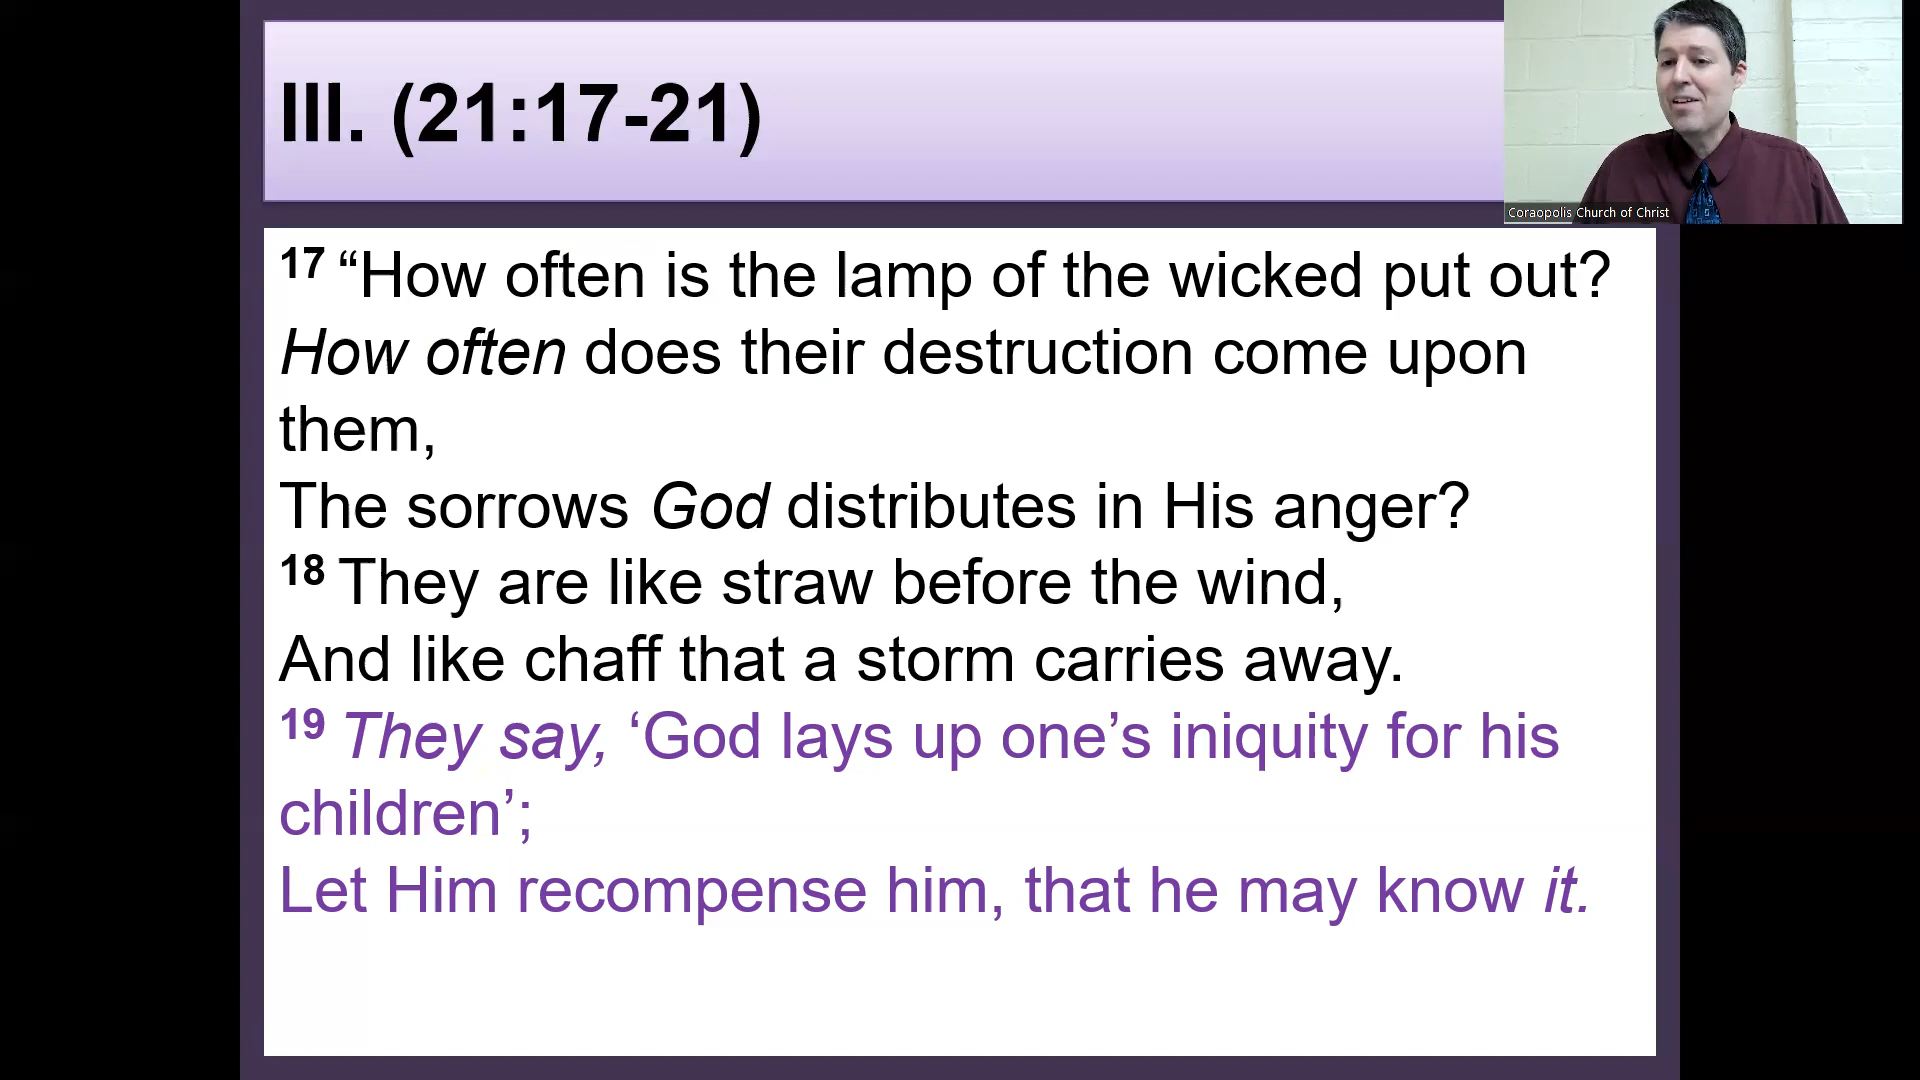 III. (21:17-21)
Coraopolis Church of Christ
17 “How often is the lamp of the wicked put out?
How often does their destruction come upon
them,
The sorrows God distributes in His anger?
18 They are like straw before the wind,
And like chaff that a storm carries away.
19 They say, ‘God lays up one’s iniquity for his
children’;
Let Him recompense him, that he may know it.